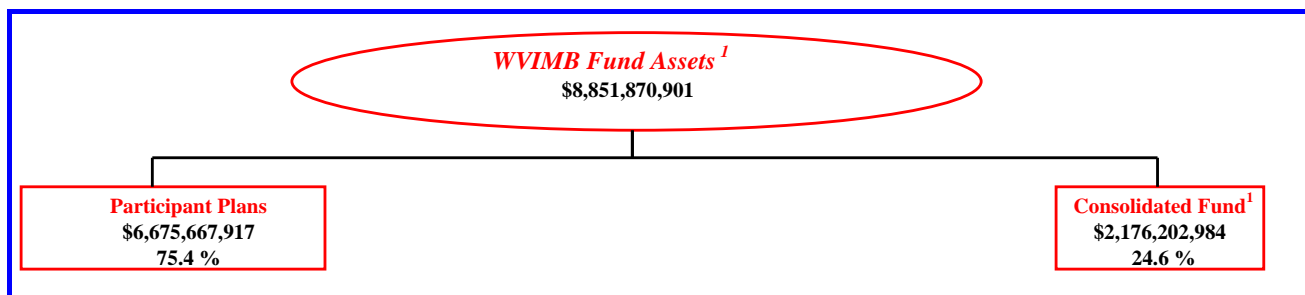 WVIMB Fund Assets 1
$8,851,870,901
Participant Plans
$6,675,667,917
75.4 %
Consolidated Fund1
$2,176,202,984
24.6 %